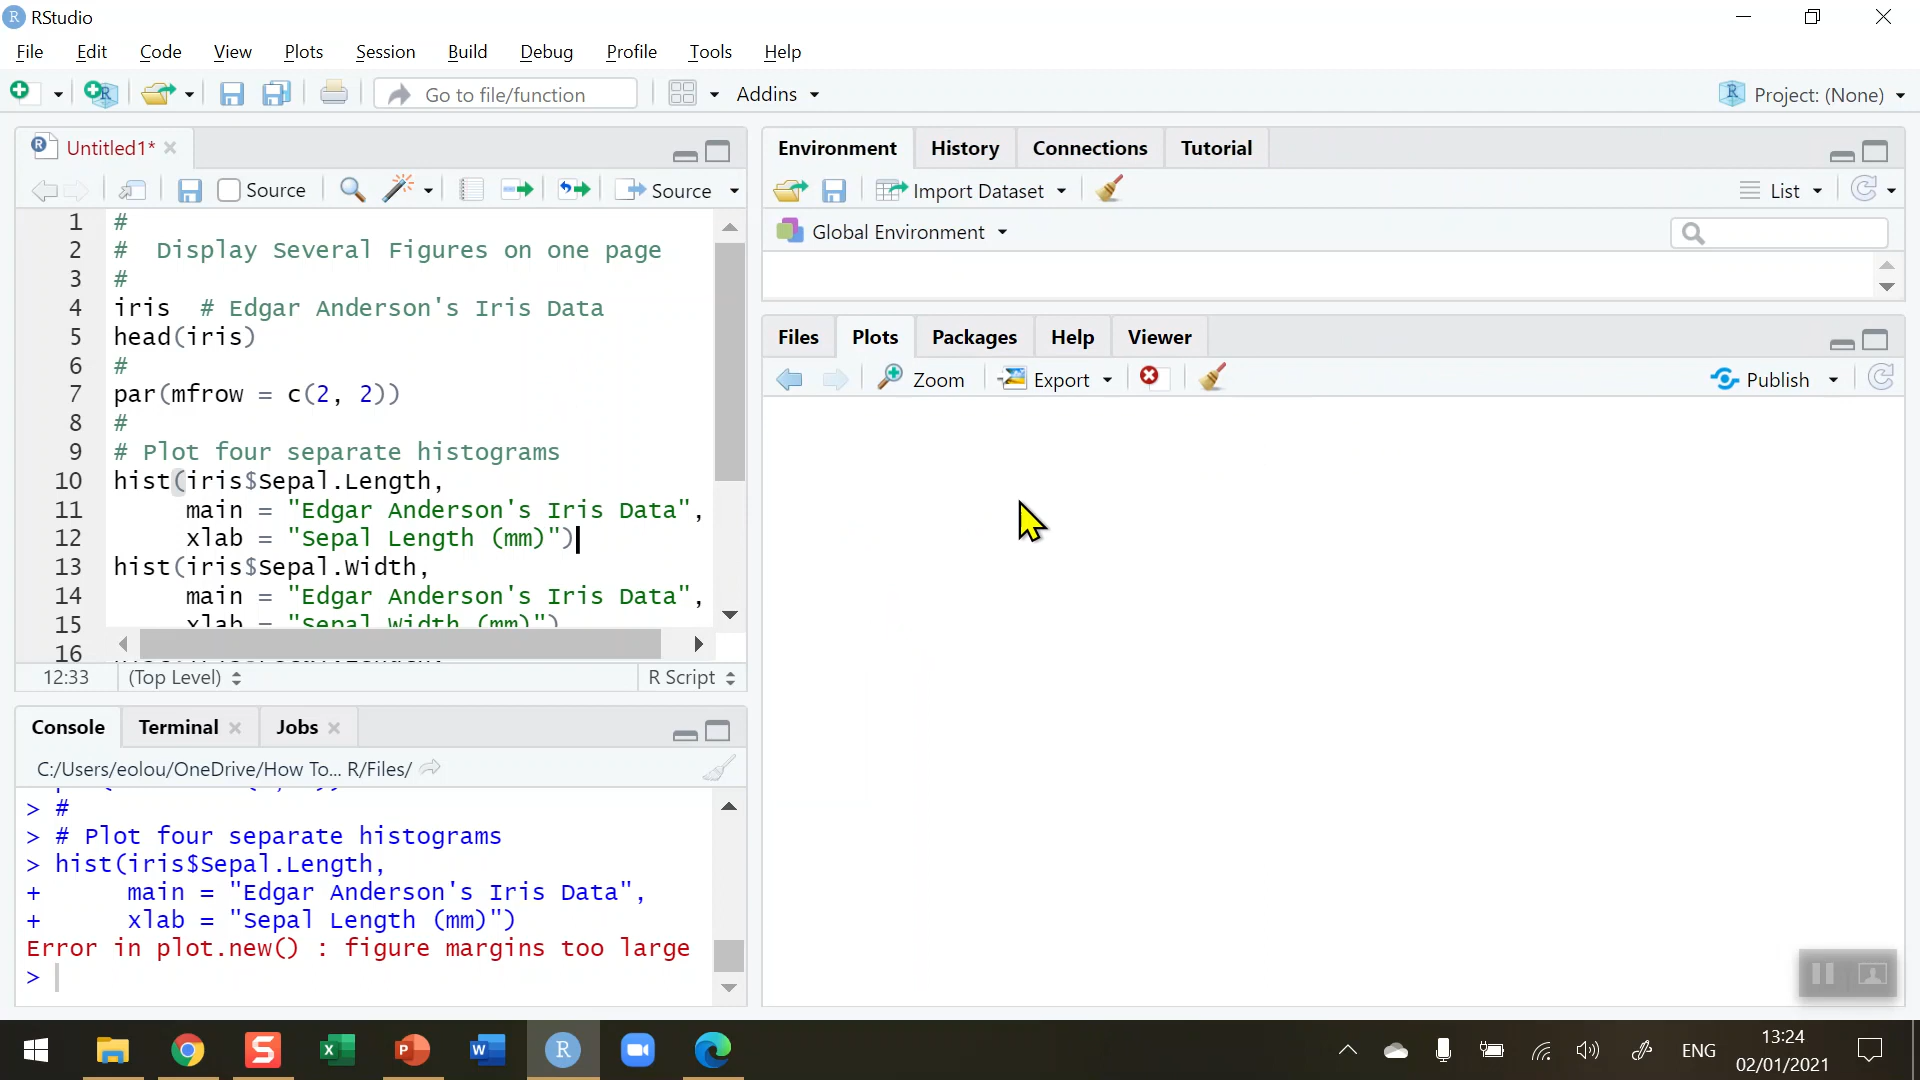 RStudio
File Edit Code View Plots Session Build Debug Profile Tools Help
Go to file/function Addins Project: (None)
Untitled1*
Source Source
1 #
2 # Display Several Figures on one page
3 #
4 iris # Edgar Anderson's Iris Data
5 head(iris)
6 #
7 par(mfrow = c(2, 2))
8 #
9 # Plot four separate histograms
10 hist(iris$Sepal.Length,
11 main = "Edgar Anderson's Iris Data",
12 xlab = "Sepal Length (mm)")
13 hist(iris$Sepal.Width,
14 main = "Edgar Anderson's Iris Data",
15 xlab = "Sepal Width (mm)")
16
12:33 (Top Level) R Script
Console Terminal Jobs
C:/Users/eolou/OneDrive/How To... R/Files/
> #
> # Plot four separate histograms
> hist(iris$Sepal.Length,
+ main = "Edgar Anderson's Iris Data",
+ xlab = "Sepal Length (mm)")
Error in plot.new() : figure margins too large
>
Environment History Connections Tutorial
Import Dataset List
Global Environment
Files Plots Packages Help Viewer
Zoom Export Publish
ENG
13:24
02/01/2021